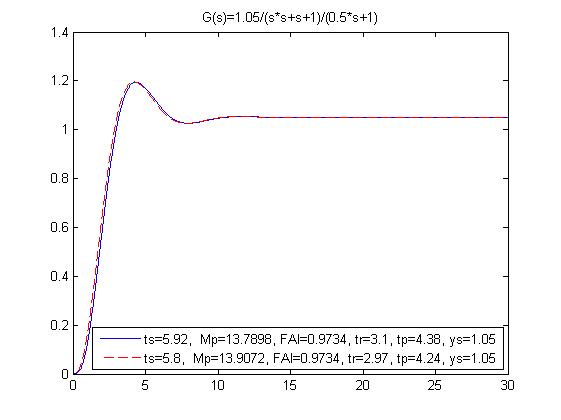 G(s)=1.05/(s*s+s+1)/(0.5*s+1)
1.4
1.2
1
0.8
0.6
0.4
0.2
0
ts=5.92, Mp=13.7898, FAI=0.9734, tr=3.1, tp=4.38, ys=1.05
ts=5.8, Mp=13.9072, FAI=0.9734, tr=2.97, tp=4.24, ys=1.05
0 5 10 15 20 25 30